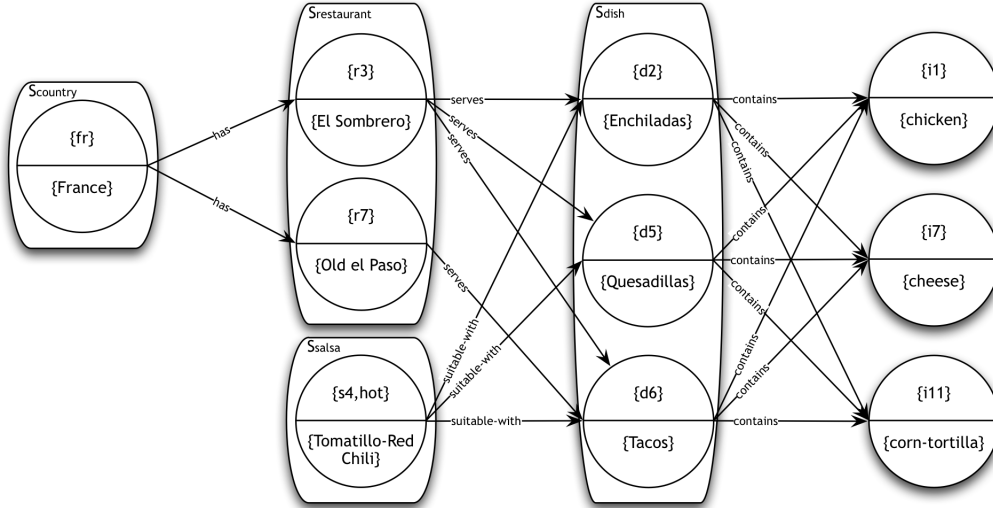 Scountry
{fr}
{France}
has
has
Srestaurant
{r3}
{El Sombrero}
{r7}
{Old el Paso}
Ssalsa
{s4,hot}
{Tomatillo-Red
Chili}
serves
serves
serves
serves
suitable-with
suitable-with
suitable-with
Sdish
{d2}
{Enchiladas}
{d5}
{Quesadillas}
{d6}
{Tacos}
contains
contains
contains
contains
contains
contains
contains
contains
contains
{i1}
{chicken}
{i7}
{cheese}
{i11}
{corn-tortilla}